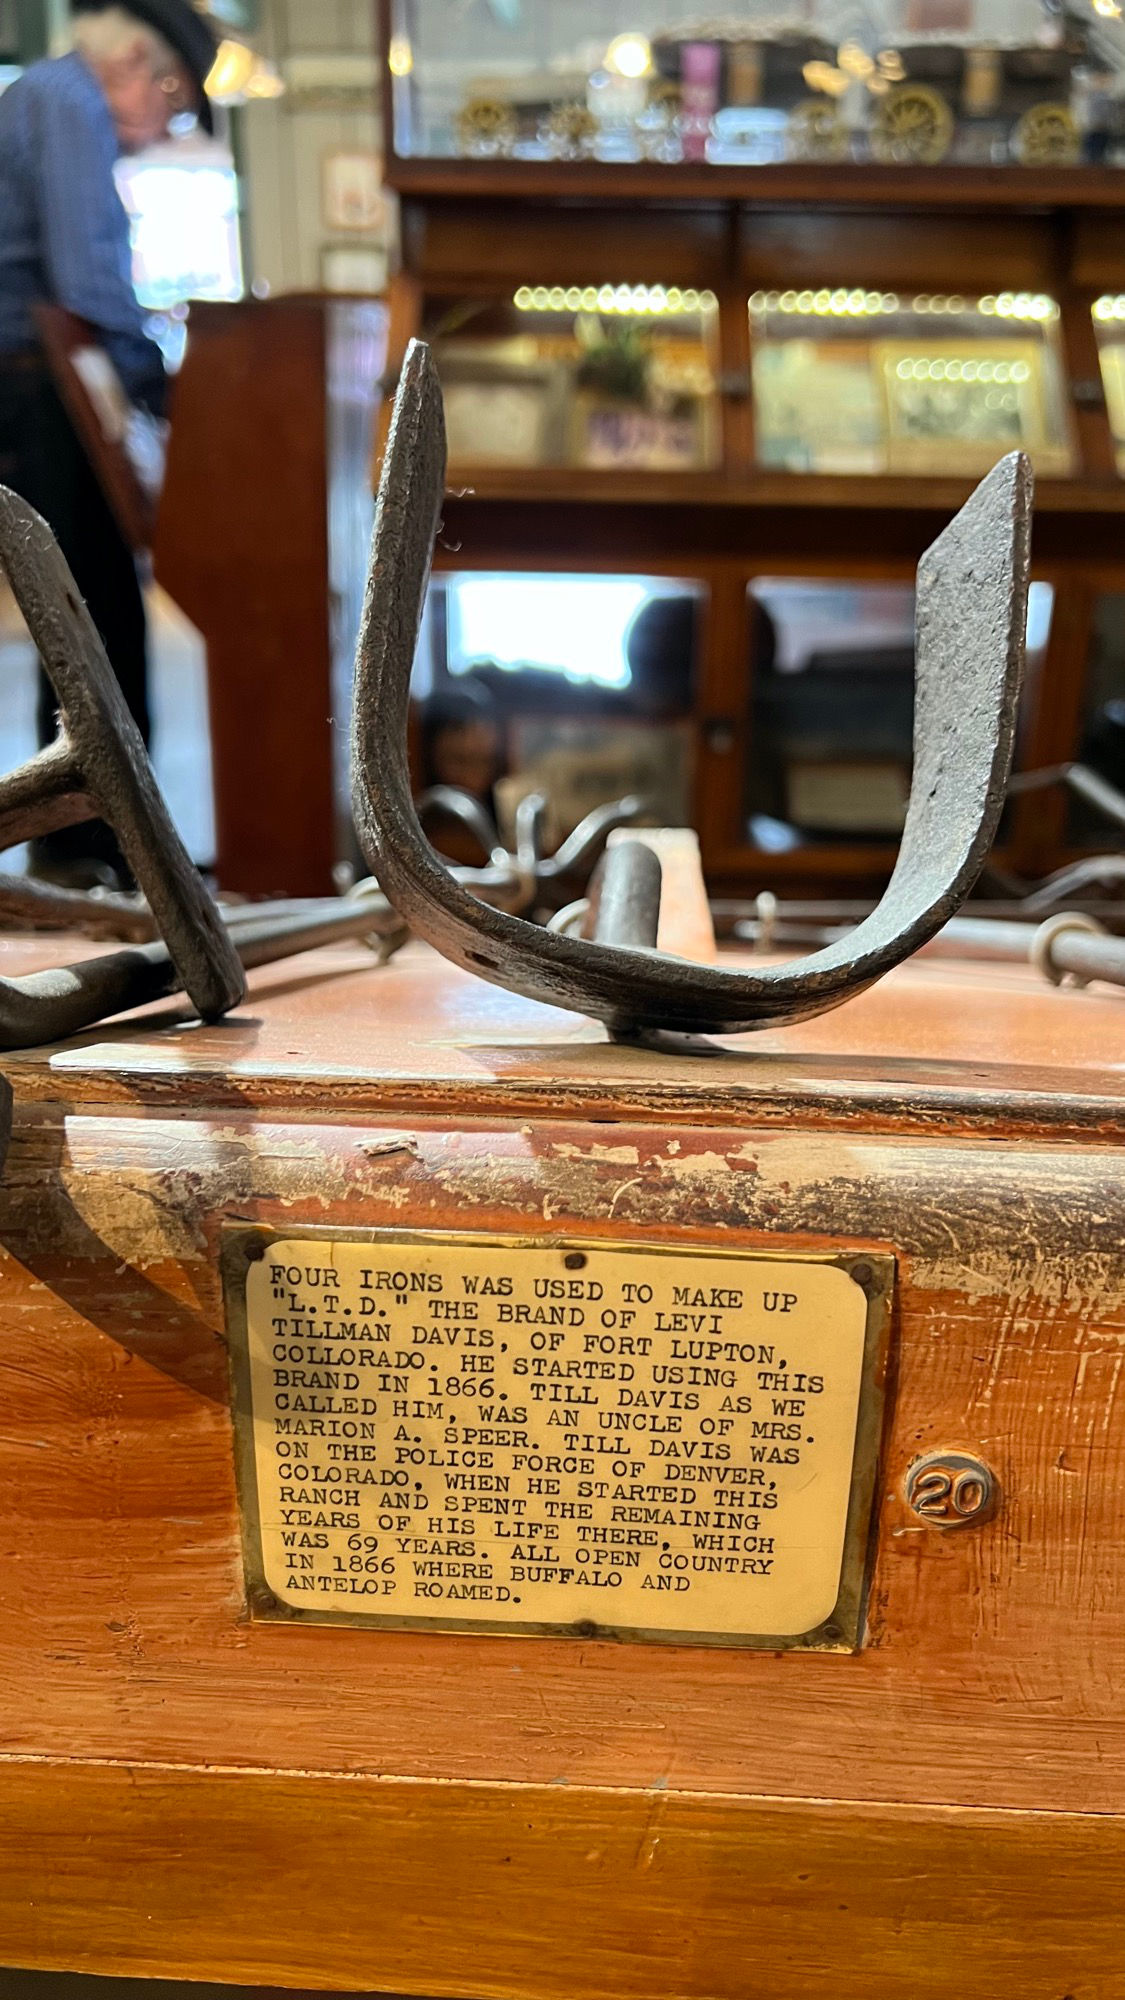 FOUR IRONS WAS USED TO MAKE UP
"L.T.D." THE BRAND OF LEVI
TILLMAN DAVIS, OF FORT LUPTON,
COLLORADO. HE STARTED USING THIS
BRAND IN 1866. TILL DAVIS AS WE
CALLED HIM, WAS AN UNCLE OF MRS.
MARION A. SPEER. TILL DAVIS WAS
ON THE POLICE FORCE OF DENVER,
COLORADO, WHEN HE STARTED THIS
RANCH AND SPENT THE REMAINING
YEARS OF HIS LIFE THERE, WHICH
WAS 69 YEARS. ALL OPEN COUNTRY
IN 1866 WHERE BUFFALO AND
ANTELOP ROAMED.
20